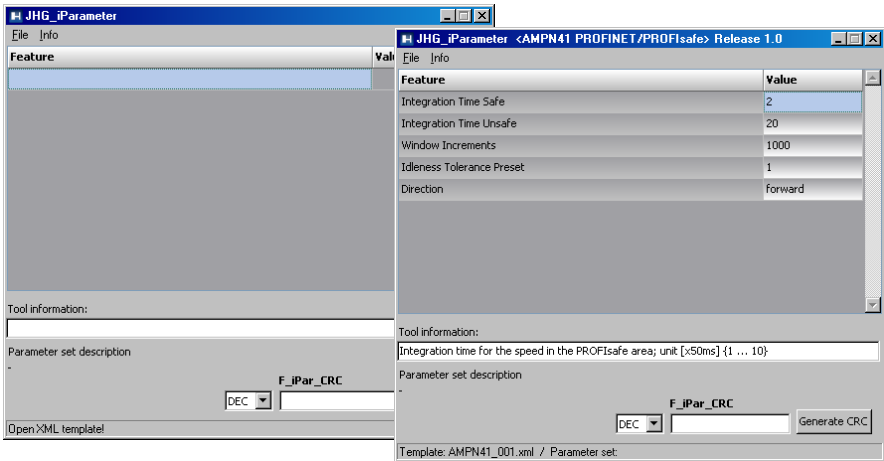 JHG_iParameter
File Info
Feature
Tool information:
Parameter set description
-
F_iPar_CRC
DEC
Open XML template!
JHG_iParameter <AMPN41 PROFINET/PROFIsafe> Release 1.0
File Info
Feature Value
Integration Time Safe 2
Integration Time Unsafe 20
Window Increments 1000
Idleness Tolerance Preset 1
Direction forward
Tool information:
Integration time for the speed in the PROFIsafe area; unit [x50ms] {1 ... 10}
Parameter set description
-
F_iPar_CRC
DEC Generate CRC
Template: AMPN41_001.xml / Parameter set: